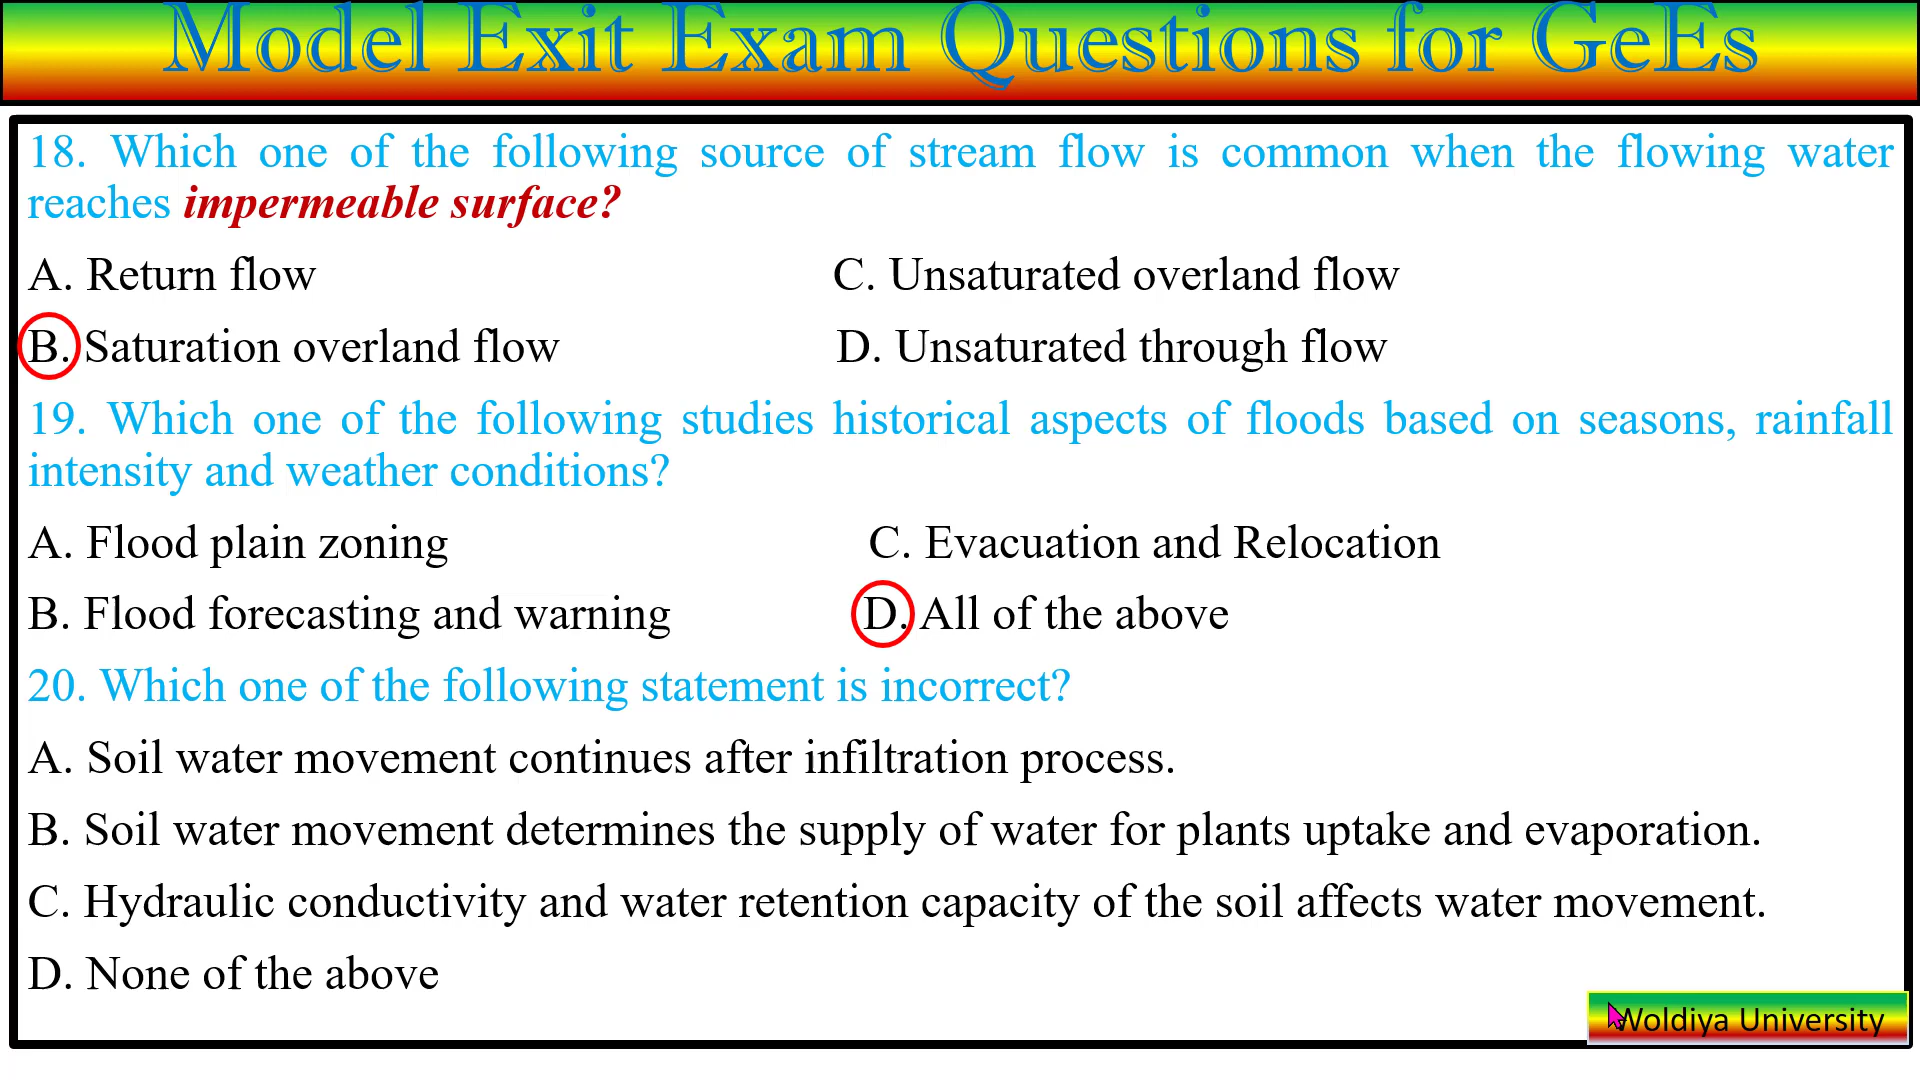 Model Exit Exam Questions for GeEs
18. Which one of the following source of stream flow is common when the flowing water
reaches impermeable surface?
A. Return flow C. Unsaturated overland flow
B. Saturation overland flow D. Unsaturated through flow
19. Which one of the following studies historical aspects of floods based on seasons, rainfall
intensity and weather conditions?
A. Flood plain zoning C. Evacuation and Relocation
B. Flood forecasting and warning D. All of the above
20. Which one of the following statement is incorrect?
A. Soil water movement continues after infiltration process.
B. Soil water movement determines the supply of water for plants uptake and evaporation.
C. Hydraulic conductivity and water retention capacity of the soil affects water movement.
D. None of the above
Woldiya University